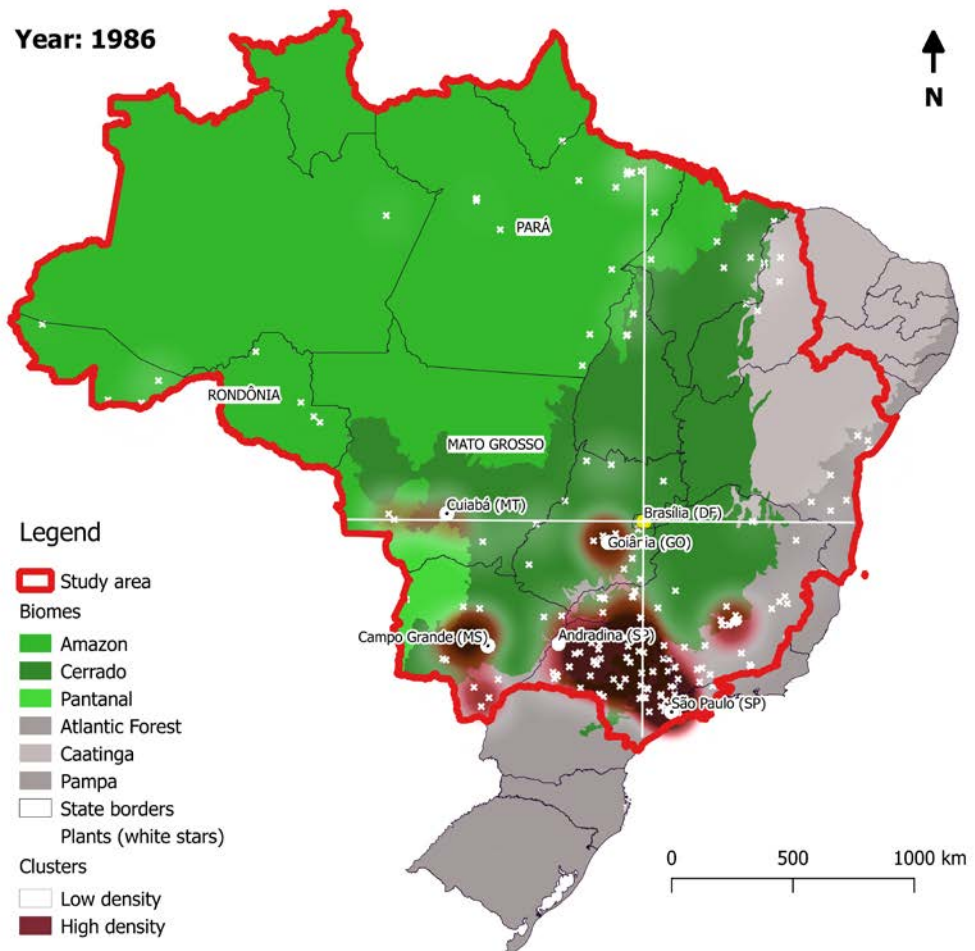 Year: 1986
N
PARÁ
RONDÔNIA
MATO GROSSO
Cuiabá (MT)
Brasília (DF)
Goiânia (GO)
Campo Grande (MS)
Andradina (SP)
São Paulo (SP)
Legend
Study area
Biomes
Amazon
Cerrado
Pantanal
Atlantic Forest
Caatinga
Pampa
State borders
Plants (white stars)
Clusters
Low density
High density
0 500 1000 km